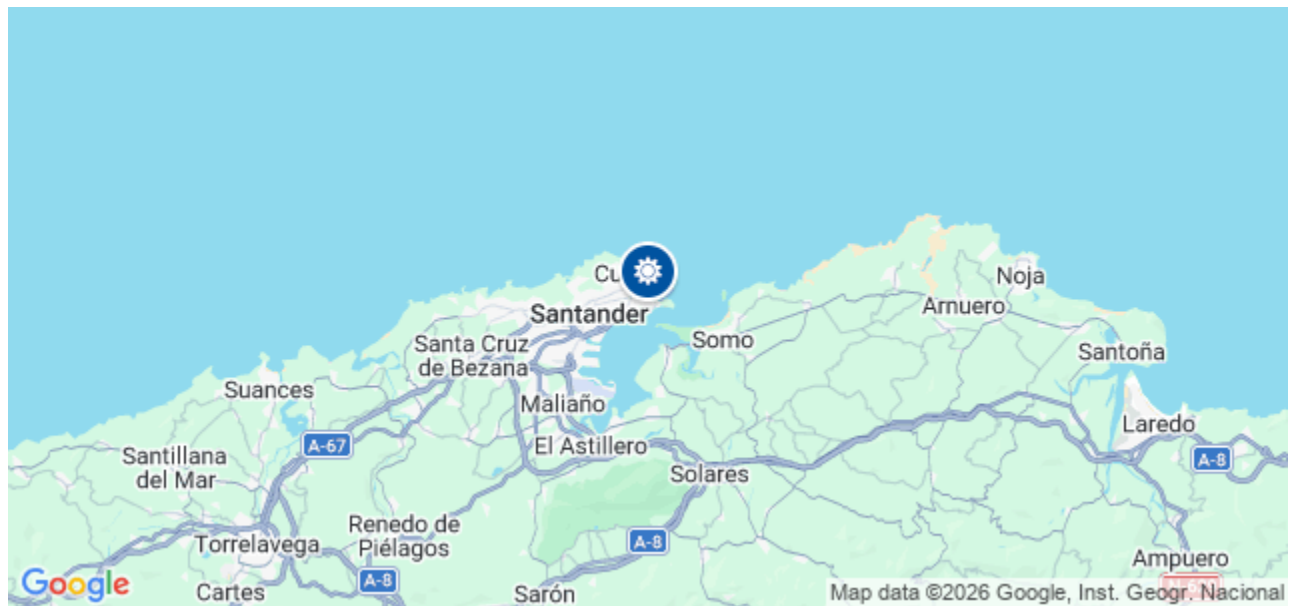 Noja
Cu
Arnuero
Santander
Somo
Santa Cruz
de Bezana
Santoña
Suances
Maliaño
Laredo
A-67
El Astillero
Santillana
del Mar
A-8
Solares
Renedo de
Piélagos
A-8
Torrelavega
Ampuero
A-8
Google
Cartes
Sarón
Map data ©2026 Google, Inst. Geogr. Nacional